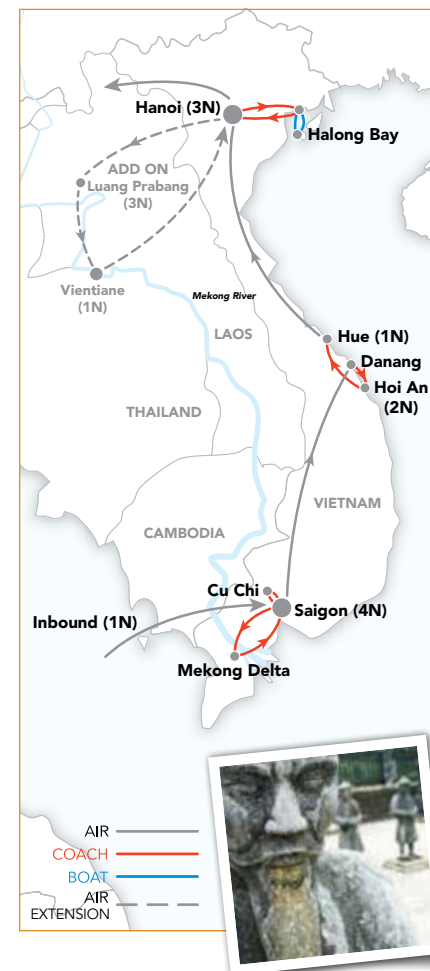 Hanoi (3N)
Halong Bay
ADD ON
Luang Prabang
(3N)
Vientiane
(1N)
Mekong River
LAOS
Hue (1N)
Danang
Hoi An
(2N)
THAILAND
VIETNAM
CAMBODIA
Cu Chi
Inbound (1N)
Saigon (4N)
Mekong Delta
AIR
COACH
BOAT
AIR
EXTENSION